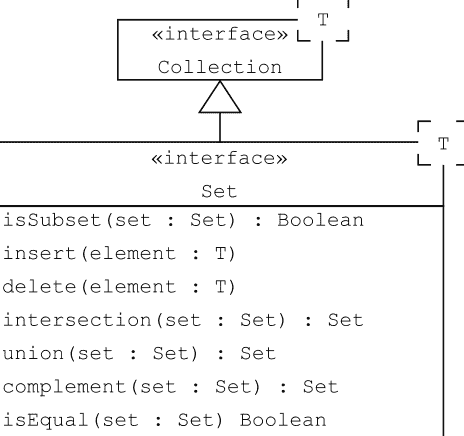 T
«interface»
Collection
T
«interface»
Set
isSubset(set : Set) : Boolean
insert(element : T)
delete(element : T)
intersection(set : Set) : Set
union(set : Set) : Set
complement(set : Set) : Set
isEqual(set : Set) Boolean